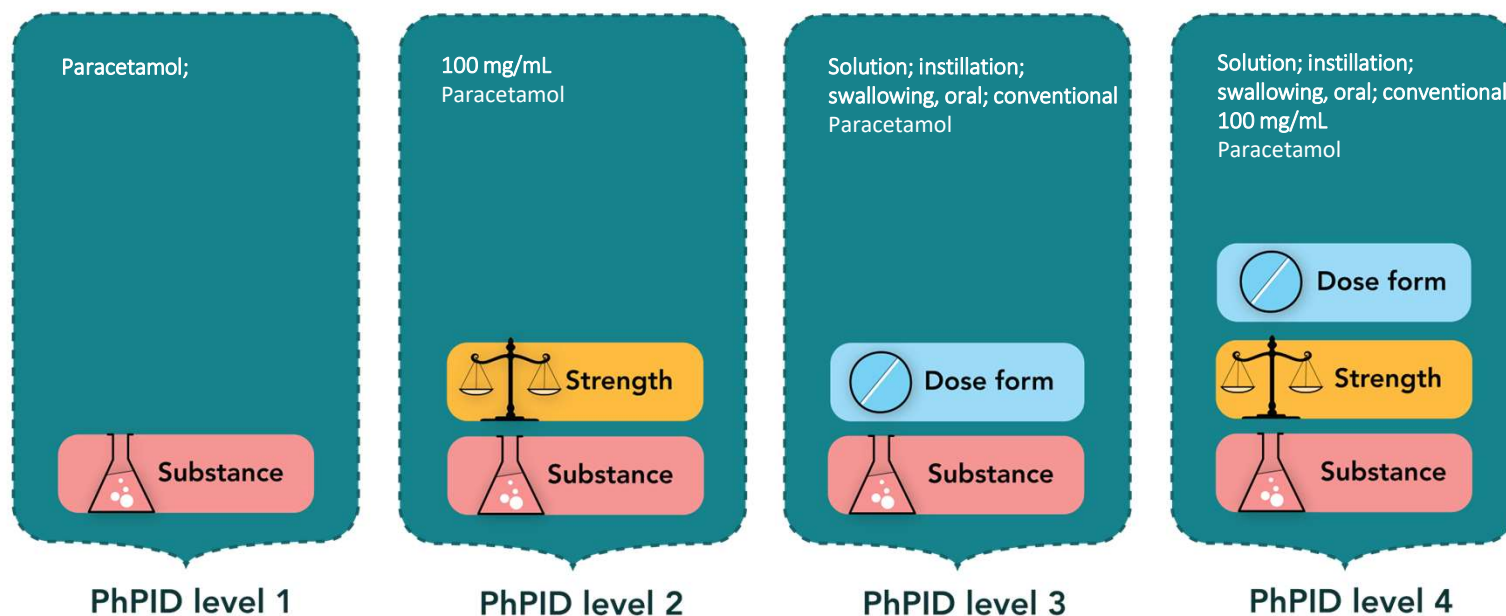 Paracetamol;
Substance
PhPID level 1
100 mg/mL
Paracetamol
Strength
Substance
PhPID level 2
Solution; instillation;
swallowing, oral; conventional
Paracetamol
Dose form
Substance
PhPID level 3
Solution; instillation;
swallowing, oral; conventional
100 mg/mL
Paracetamol
Dose form
Strength
Substance
PhPID level 4